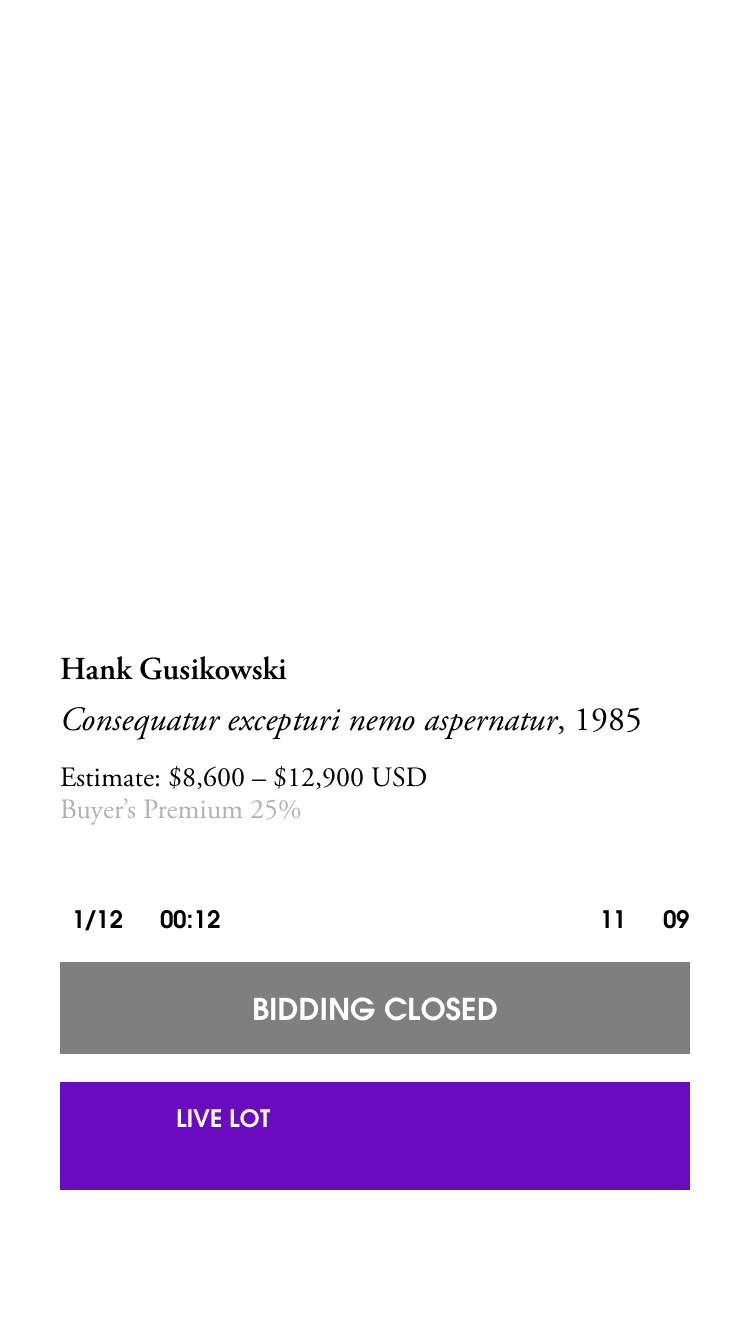 Hank Gusikowski
Consequatur excepturi nemo aspernatur, 1985
Estimate: $8,600 – $12,900 USD
Buyer’s Premium 25%
1/12 00:12 11 09
BIDDING CLOSED
LIVE LOT